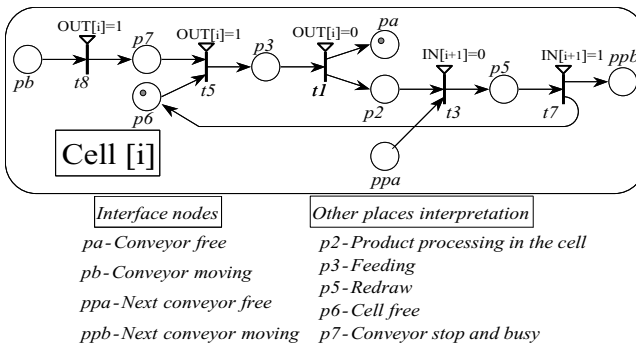 OUT[i]=1
OUT[i]=1
OUT[i]=0
pa
IN[i+1]=0
IN[i+1]=1
ppb
p7
p3
p5
pb
t8
t5
t1
p6
p2
t3
t7
Cell [i]
ppa
Interface nodes
pa-Conveyor free
pb-Conveyor moving
ppa-Next conveyor free
ppb-Next conveyor moving
Other places interpretation
p2-Product processing in the cell
p3-Feeding
p5-Redraw
p6-Cell free
p7-Conveyor stop and busy